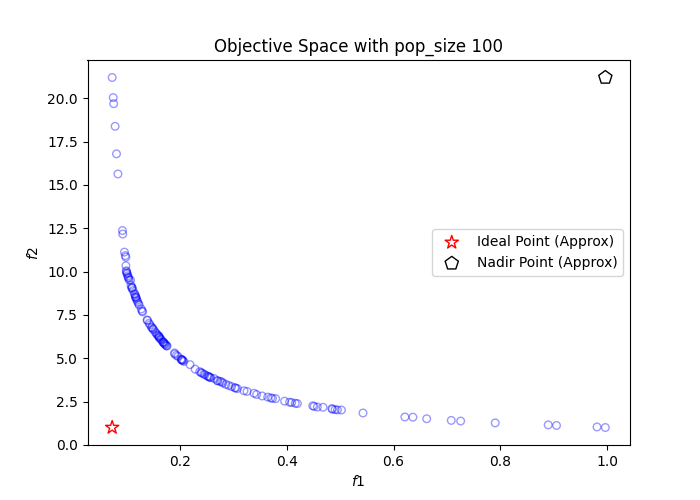 Objective Space with pop_size 100
20.0
17.5
15.0
12.5
10.0
7.5
5.0
2.5
0.0
f2
Ideal Point (Approx)
Nadir Point (Approx)
0.2
0.4
0.6
0.8
1.0
f1